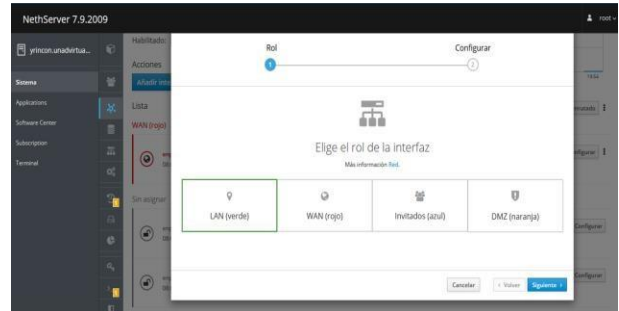 NethServer 7.9.2009
root
yrincon.unadvirtua...
Sistema
Applications
Software Center
Subscription
Terminal
Habilitado:
Acciones
Añadir inte
Lista
WAN (rojo)
Sin asignar
Rol
Configurar
1
2
Elige el rol de la interfaz
Más información Red.
LAN (verde)
WAN (rojo)
Invitados (azul)
DMZ (naranja)
Cancelar
Volver
Siguiente
Configurar
Configurar